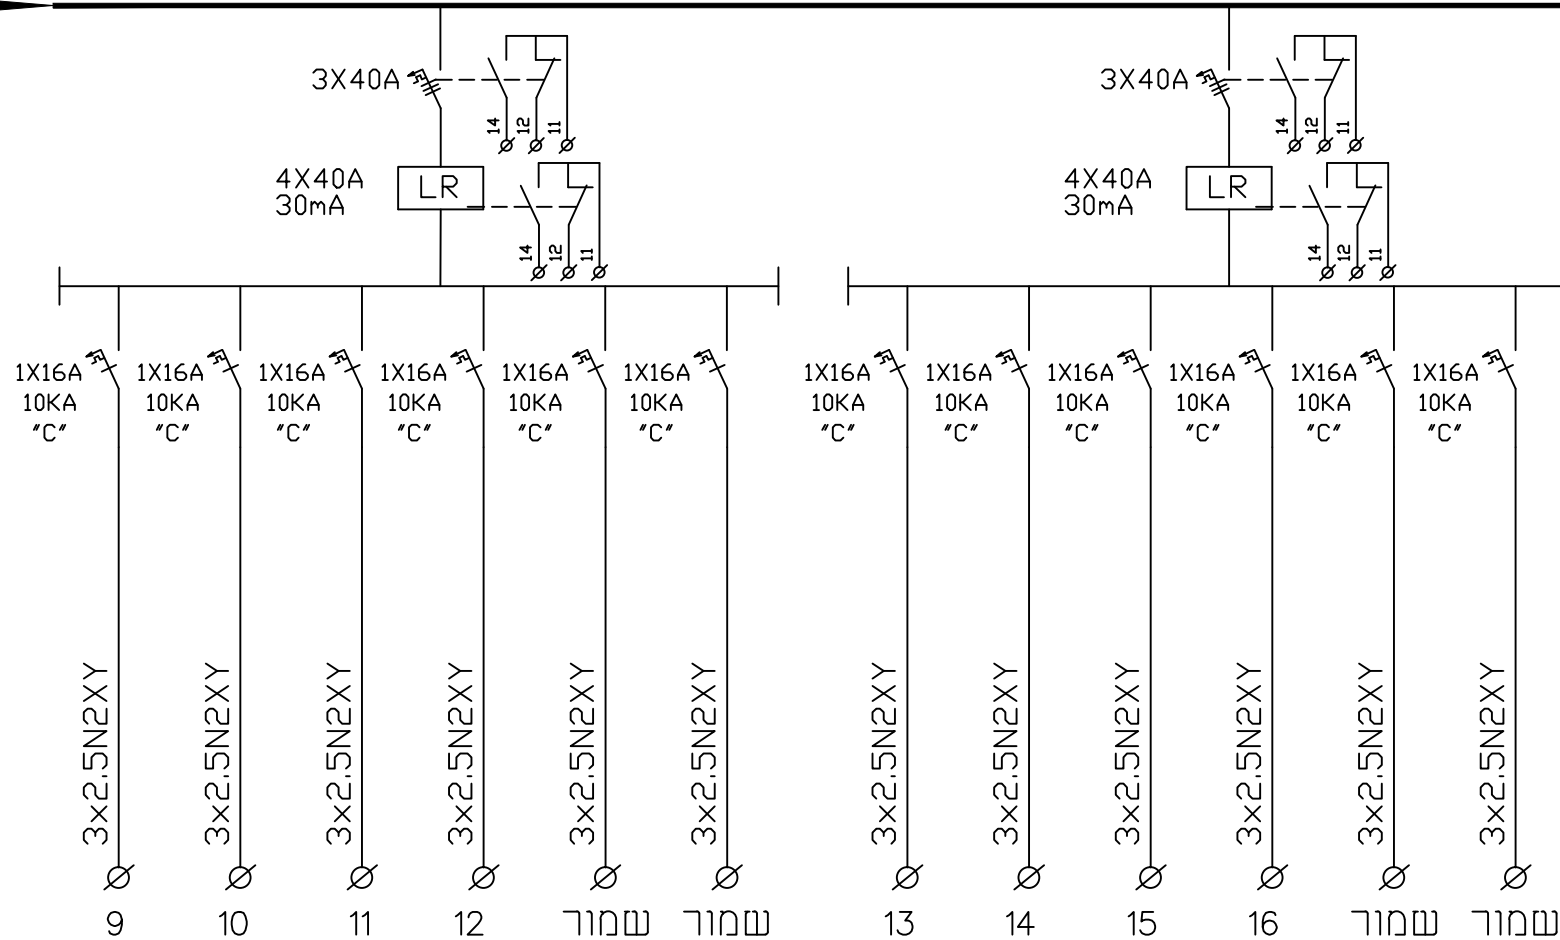 3X40A
14 12 11
4X40A
30mA
LR
14 12 11
3X40A
14 12 11
4X40A
30mA
LR
14 12 11
1X16A 1X16A 1X16A 1X16A 1X16A 1X16A 1X16A 1X16A 1X16A 1X16A 1X16A 1X16A
10KA 10KA 10KA 10KA 10KA 10KA 10KA 10KA 10KA 10KA 10KA 10KA
"C" "C" "C" "C" "C" "C" "C" "C" "C" "C" "C" "C"
3x2.5N2XY 3x2.5N2XY 3x2.5N2XY 3x2.5N2XY 3x2.5N2XY 3x2.5N2XY 3x2.5N2XY 3x2.5N2XY 3x2.5N2XY 3x2.5N2XY 3x2.5N2XY 3x2.5N2XY
9 10 11 12 שמור שמור 13 14 15 16 שמור שמור